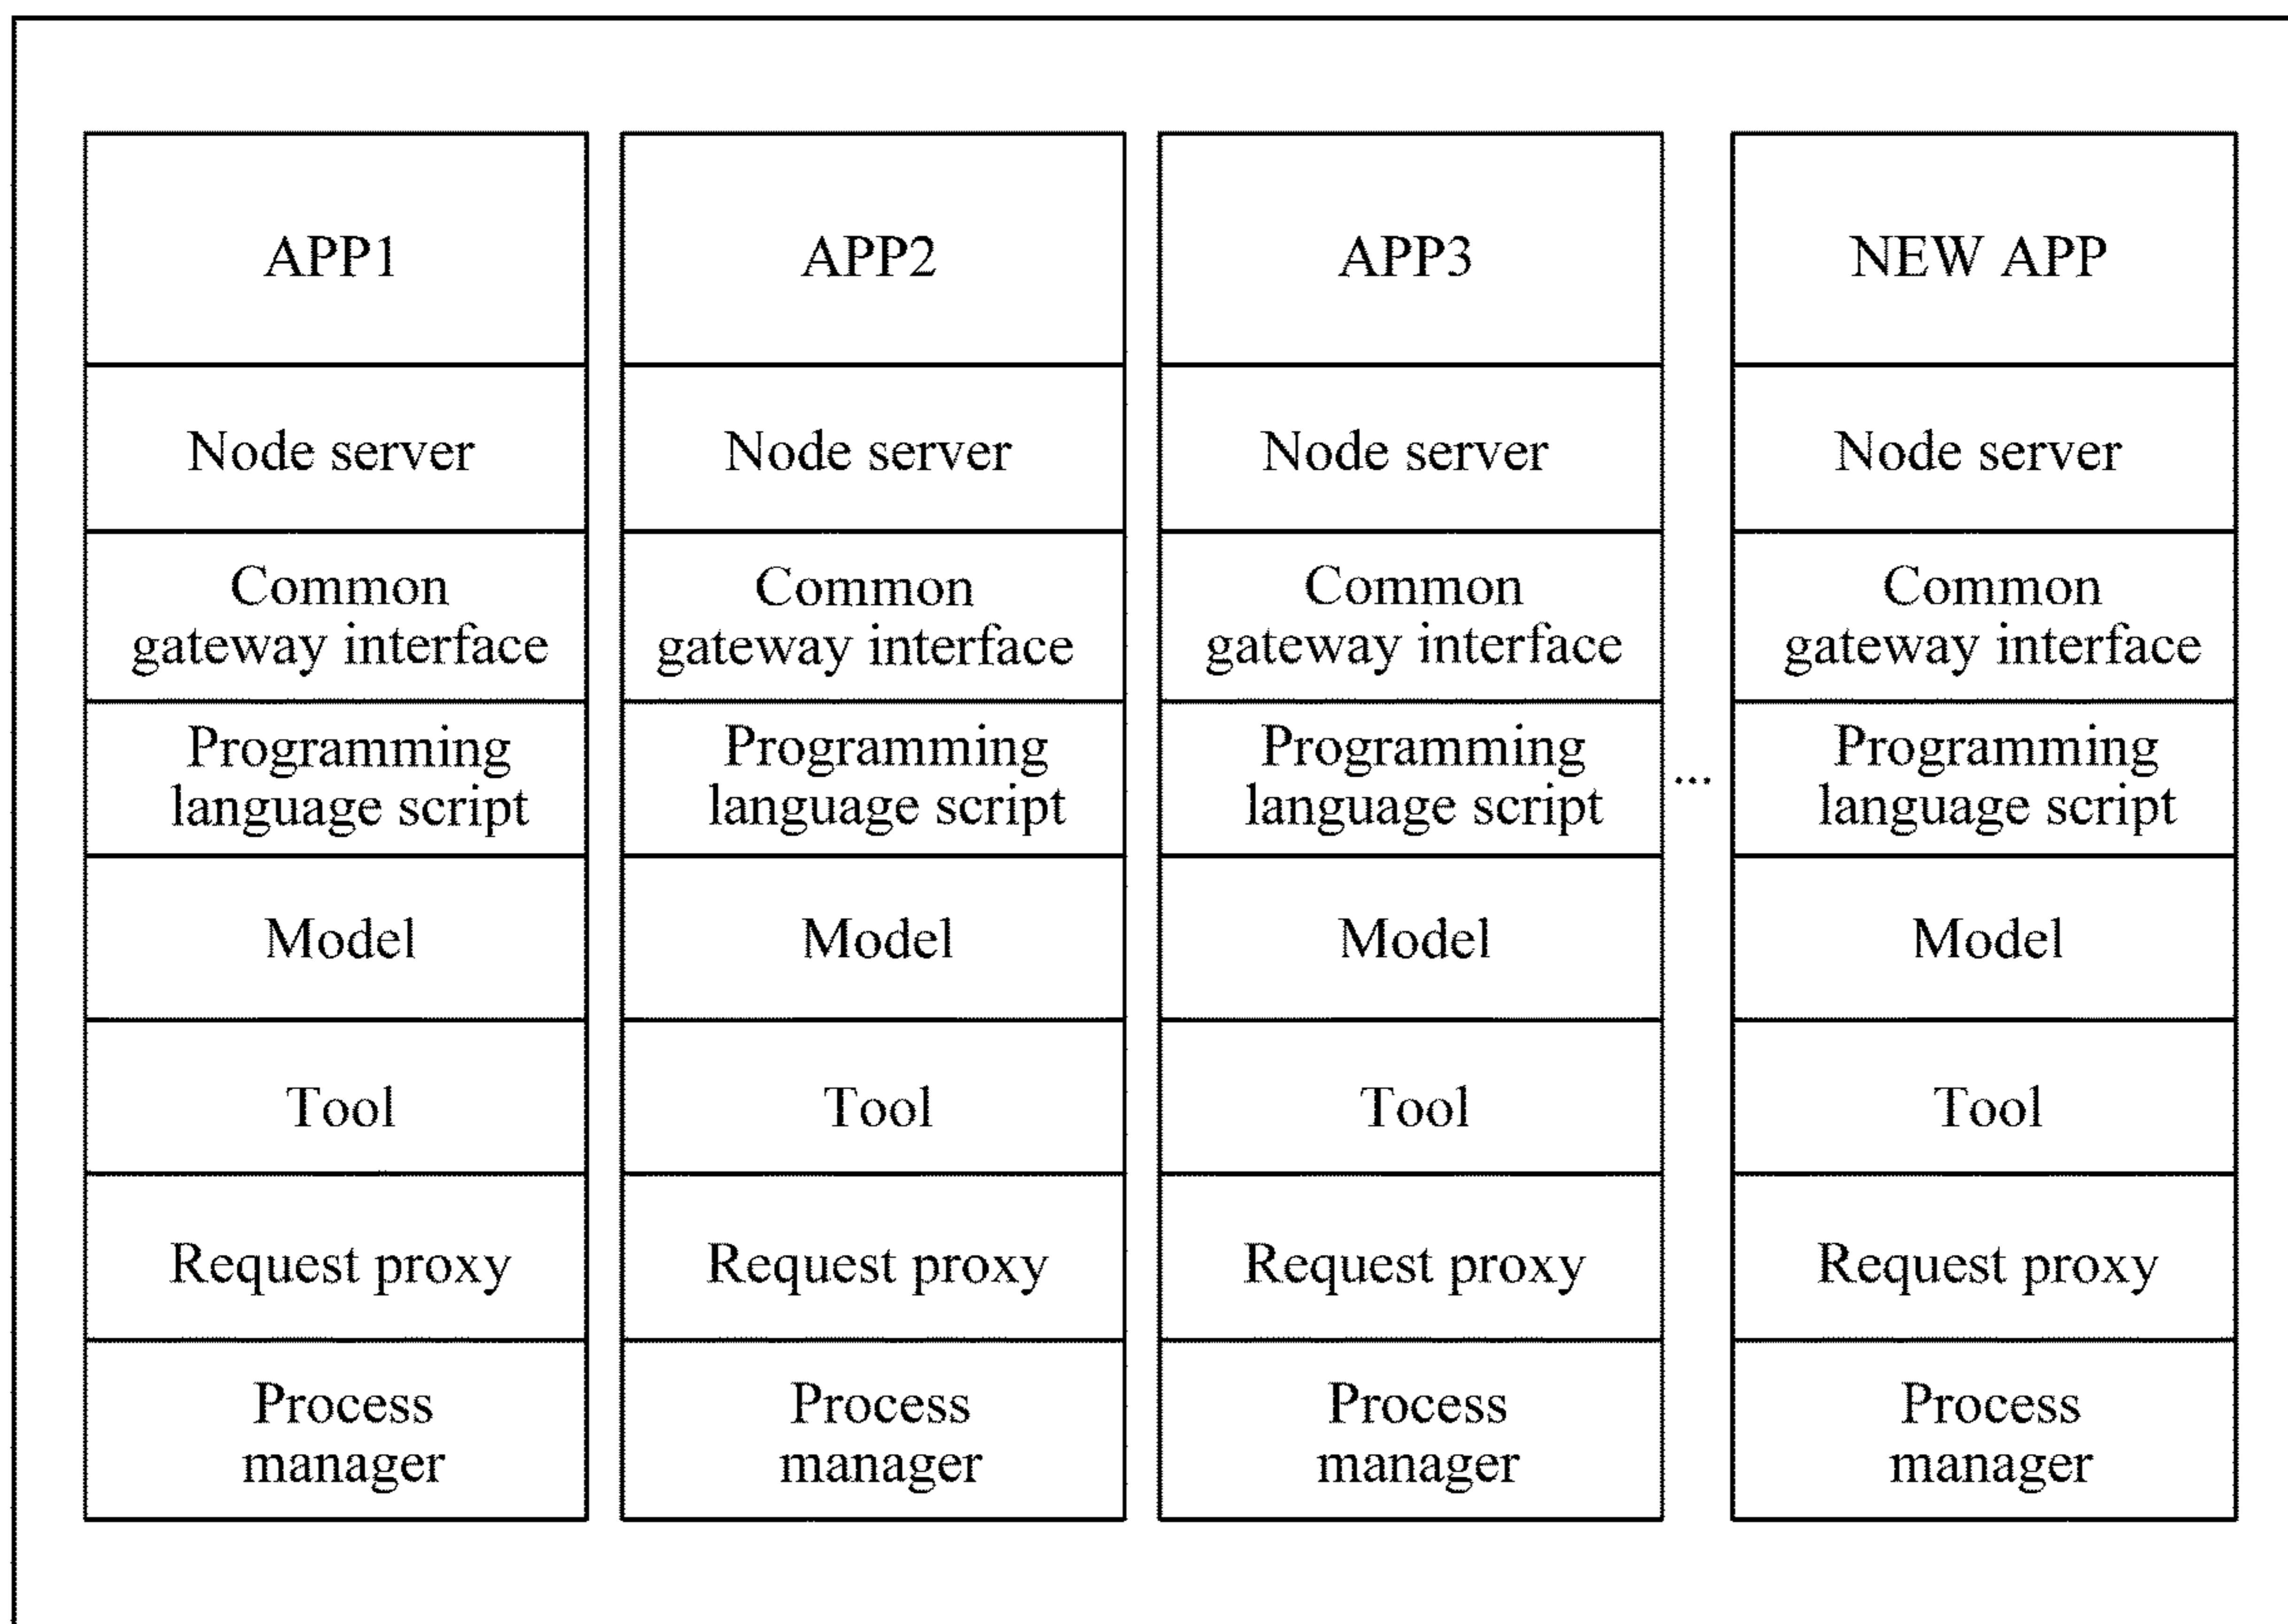 APP1
Node server
Common
gateway interface
Programming
language script
Model
Tool
Request proxy
Process
manager
APP2
Node server
Common
gateway interface
Programming
language script
Model
Tool
Request proxy
Process
manager
APP3
Node server
Common
gateway interface
Programming
language script
Model
Tool
Request proxy
Process
manager
...
NEW APP
Node server
Common
gateway interface
Programming
language script
Model
Tool
Request proxy
Process
manager